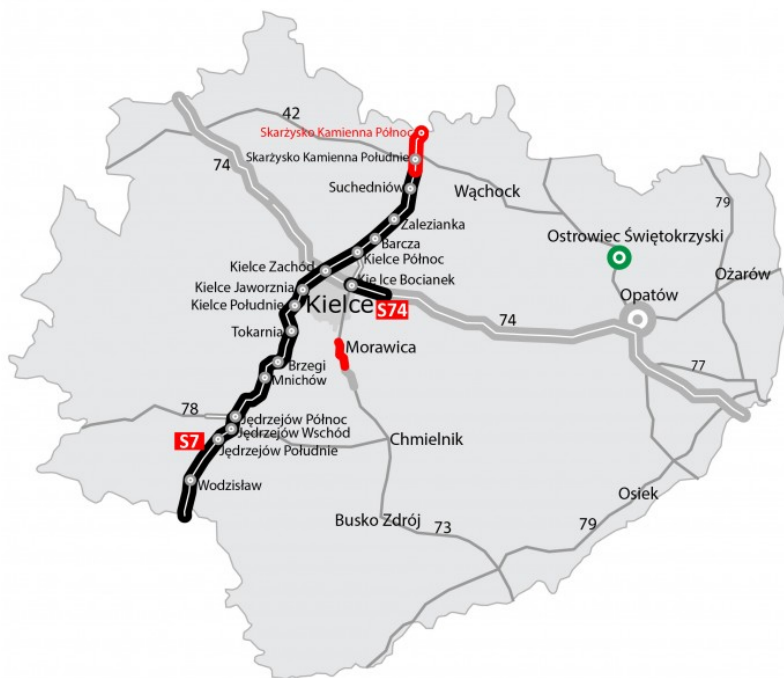 42
Skarżysko Kamienna Północ
74
Skarżysko Kamienna Południe
Suchedniów
Wąchock
79
Zalezianka
Ostrowiec Świętokrzyski
Barcza
Kielce Północ
Kielce Zachód
Ożarów
Kie lce Bocianek
Kielce Jaworznia
Opatów
Kielce Południe
Kielce
S74
74
Tokarnia
Morawica
Brzegi
77
Mnichów
78
Jędrzejów Północ
Jędrzejów Wschód
S7
Chmielnik
Jędrzejów Południe
Wodzisław
Osiek
Busko Zdrój
73
79